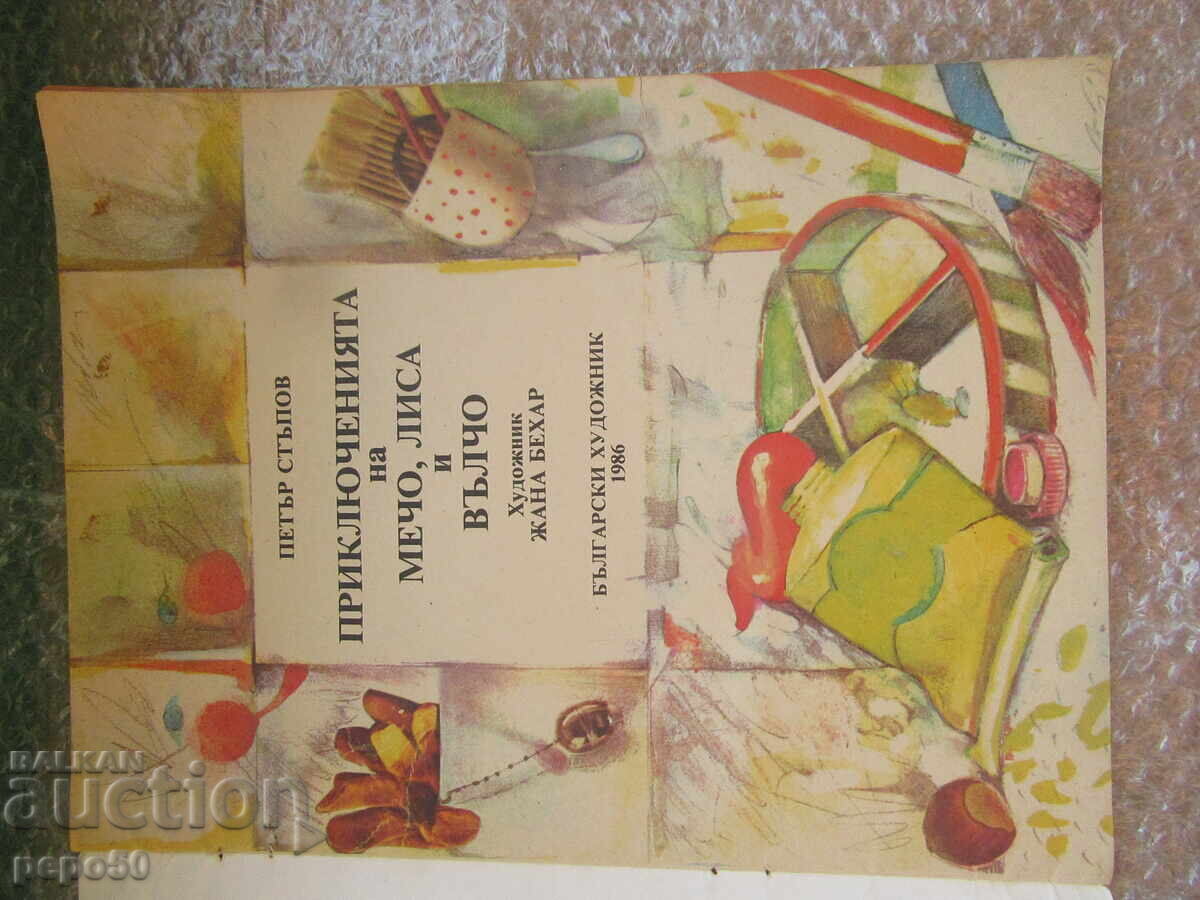 ПЕТЪР СТЪПОВ
ПРИКЛЮЧЕНИЯТА
на
МЕЧО, ЛИСА
и
ВЪЛЧО
Художник
ЖАНА БЕХАР
БЪЛГАРСКИ ХУДОЖНИК
1986
BALKAN
auction
pepo50